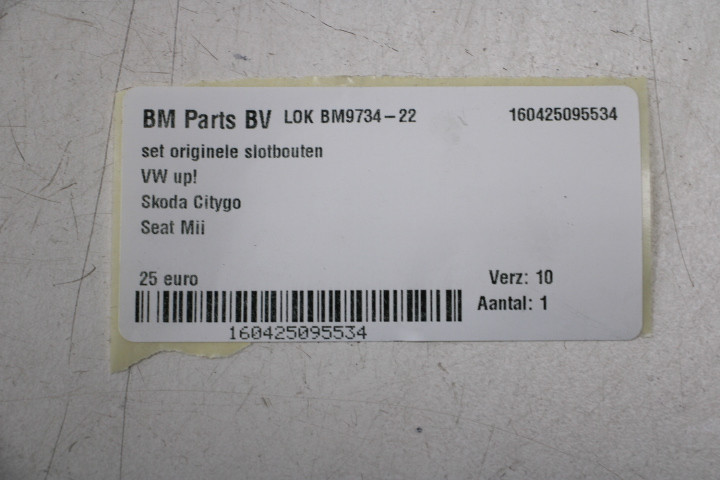 BM Parts BV LOK BM9734-22 160425095534
set originele slotbouten
VW up!
Skoda Citygo
Seat Mii
25 euro Verz: 10
Aantal: 1
160425095534